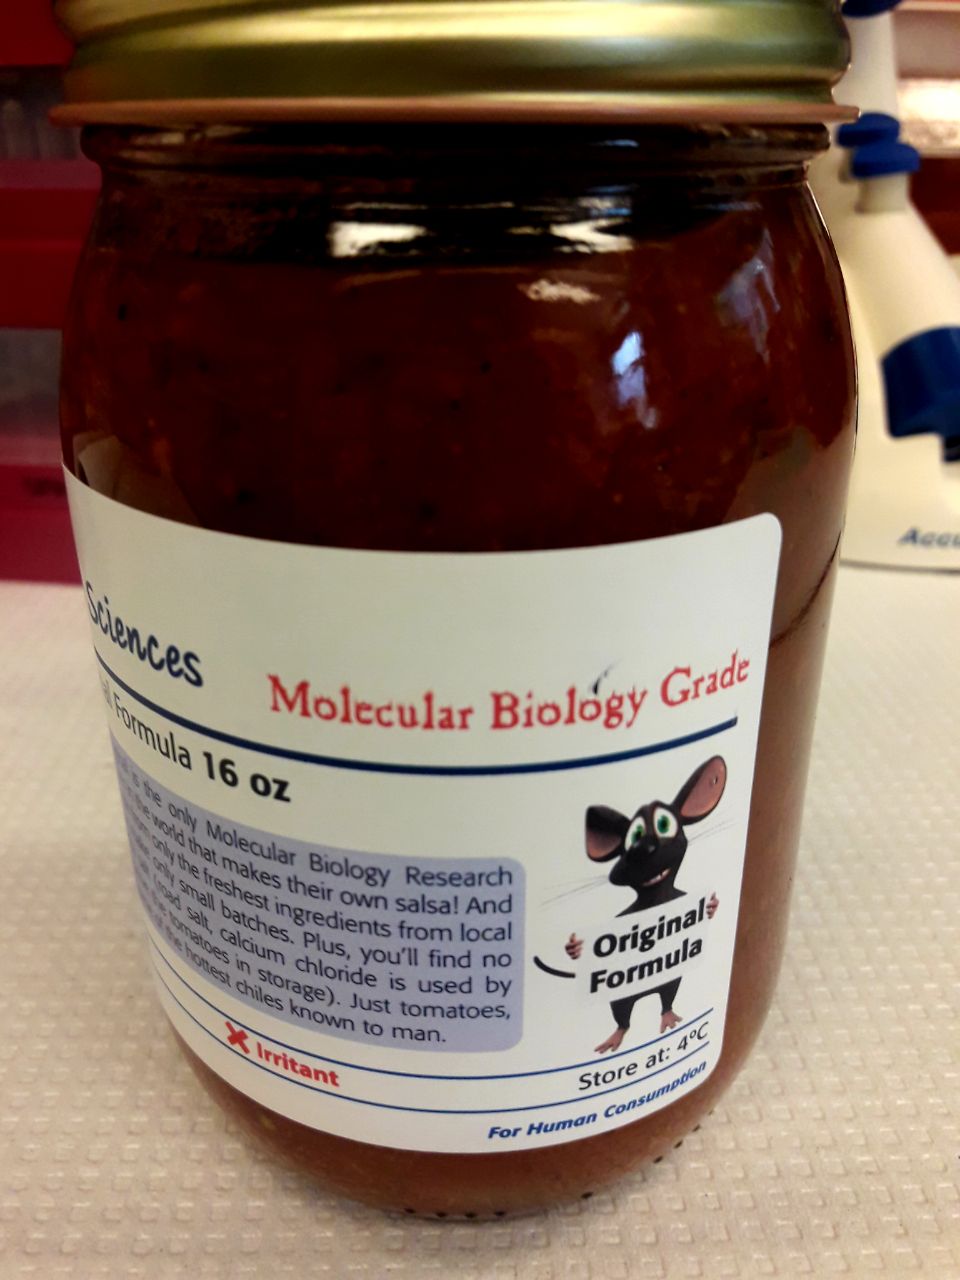 Sciences
Molecular Biology Grade
Formula 16 oz
is the only Molecular Biology Research
the world that makes their own salsa! And
only the freshest ingredients from local
only small batches. Plus, you'll find no
(road salt, calcium chloride is used by
the tomatoes in storage). Just tomatoes,
the hottest chiles known to man.
Original
Formula
Irritant
Store at: 4°C
For Human Consumption
Accu